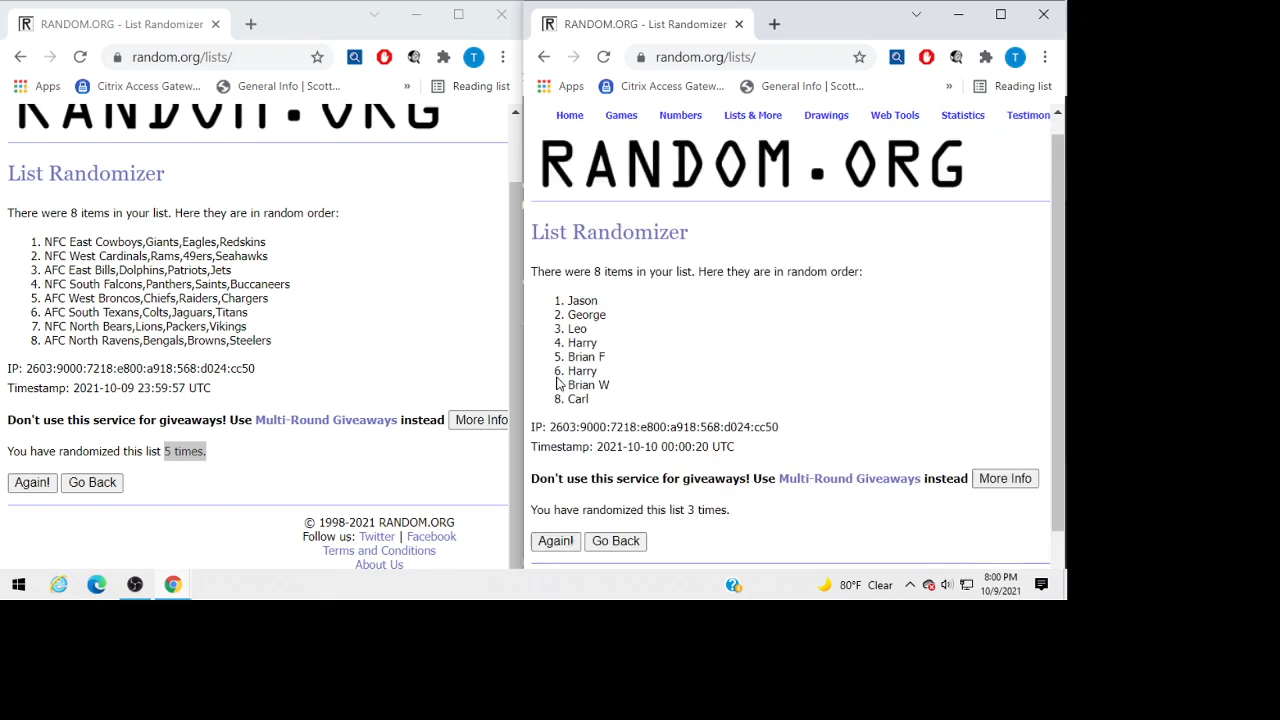 RANDOM.ORG - List Randomizer
random.org/lists/
T
Apps
Citrix Access Gatew...
General Info | Scott...
»
Reading list
RANDOM.ORG
List Randomizer
There were 8 items in your list. Here they are in random order:
1. NFC East Cowboys,Giants,Eagles,Redskins
2. NFC West Cardinals,Rams,49ers,Seahawks
3. AFC East Bills,Dolphins,Patriots,Jets
4. NFC South Falcons,Panthers,Saints,Buccaneers
5. AFC West Broncos,Chiefs,Raiders,Chargers
6. AFC South Texans,Colts,Jaguars,Titans
7. NFC North Bears,Lions,Packers,Vikings
8. AFC North Ravens,Bengals,Browns,Steelers
IP: 2603:9000:7218:e800:a918:568:d024:cc50
Timestamp: 2021-10-09 23:59:57 UTC
Don't use this service for giveaways! Use Multi-Round Giveaways instead More Info
You have randomized this list 5 times.
Again! Go Back
© 1998-2021 RANDOM.ORG
Follow us: Twitter | Facebook
Terms and Conditions
About Us
RANDOM.ORG - List Randomizer
random.org/lists/
T
Apps
Citrix Access Gatew...
General Info | Scott...
»
Reading list
Home Games Numbers Lists & More Drawings Web Tools Statistics Testimon
RANDOM.ORG
List Randomizer
There were 8 items in your list. Here they are in random order:
1. Jason
2. George
3. Leo
4. Harry
5. Brian F
6. Harry
Brian W
8. Carl
IP: 2603:9000:7218:e800:a918:568:d024:cc50
Timestamp: 2021-10-10 00:00:20 UTC
Don't use this service for giveaways! Use Multi-Round Giveaways instead More Info
You have randomized this list 3 times.
Again! Go Back
80°F Clear
8:00 PM
10/9/2021